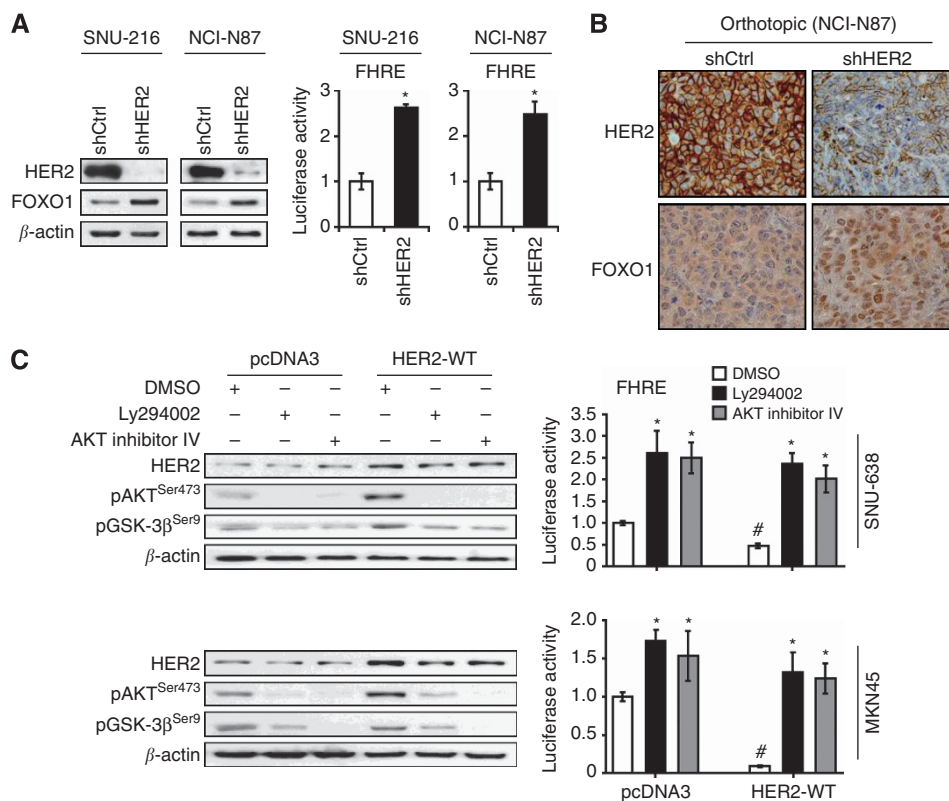 A
SNU-216 NCI-N87
shCtrl shHER2 shCtrl shHER2
HER2
FOXO1
β-actin
SNU-216 NCI-N87
FHRE FHRE
Luciferase activity
3 3
2 2
1 1
0 0
shCtrl shHER2 shCtrl shHER2
* *
B
Orthotopic (NCI-N87)
shCtrl shHER2
HER2
FOXO1
C
pcDNA3 HER2-WT
DMSO + – – + – –
Ly294002 – + – – + –
AKT inhibitor IV – – + – – +
HER2
pAKTSer473
pGSK-3βSer9
β-actin
HER2
pAKTSer473
pGSK-3βSer9
β-actin
FHRE
DMSO
Ly294002
AKT inhibitor IV
Luciferase activity
3.5
3.0
2.5
2.0
1.5
1.0
0.5
0
* * # * *
SNU-638
Luciferase activity
2.0
1.5
1.0
0.5
0
* * # * *
MKN45
pcDNA3 HER2-WT